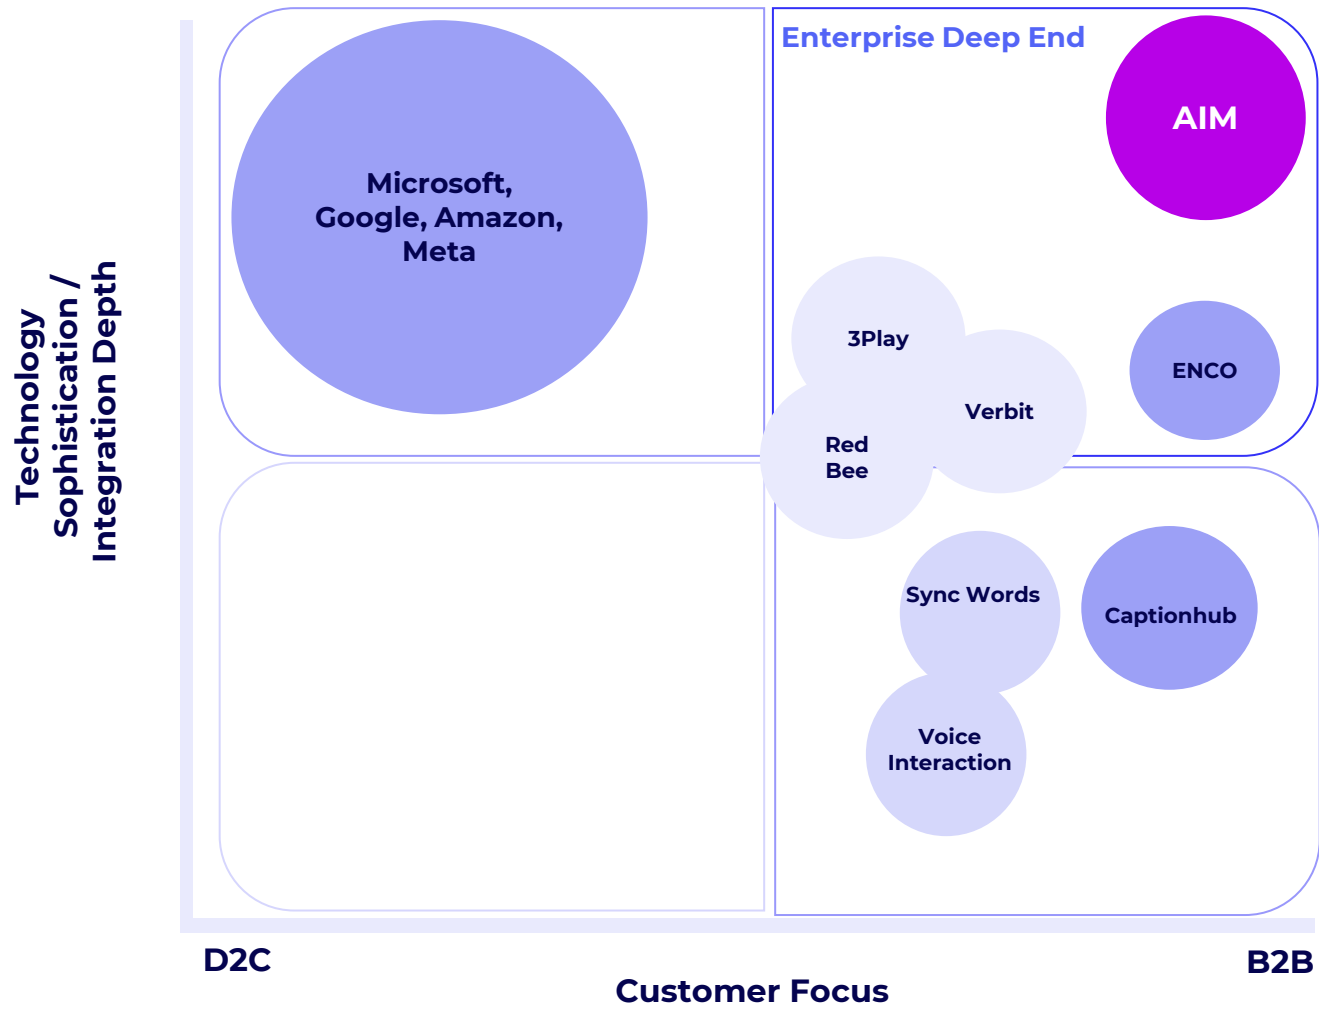 Enterprise Deep End
AIM
Microsoft,
Google, Amazon,
Meta
Technology
Sophistication /
Integration Depth
3Play
ENCO
Verbit
Red
Bee
Sync Words
Captionhub
Voice
Interaction
D2C
B2B
Customer Focus